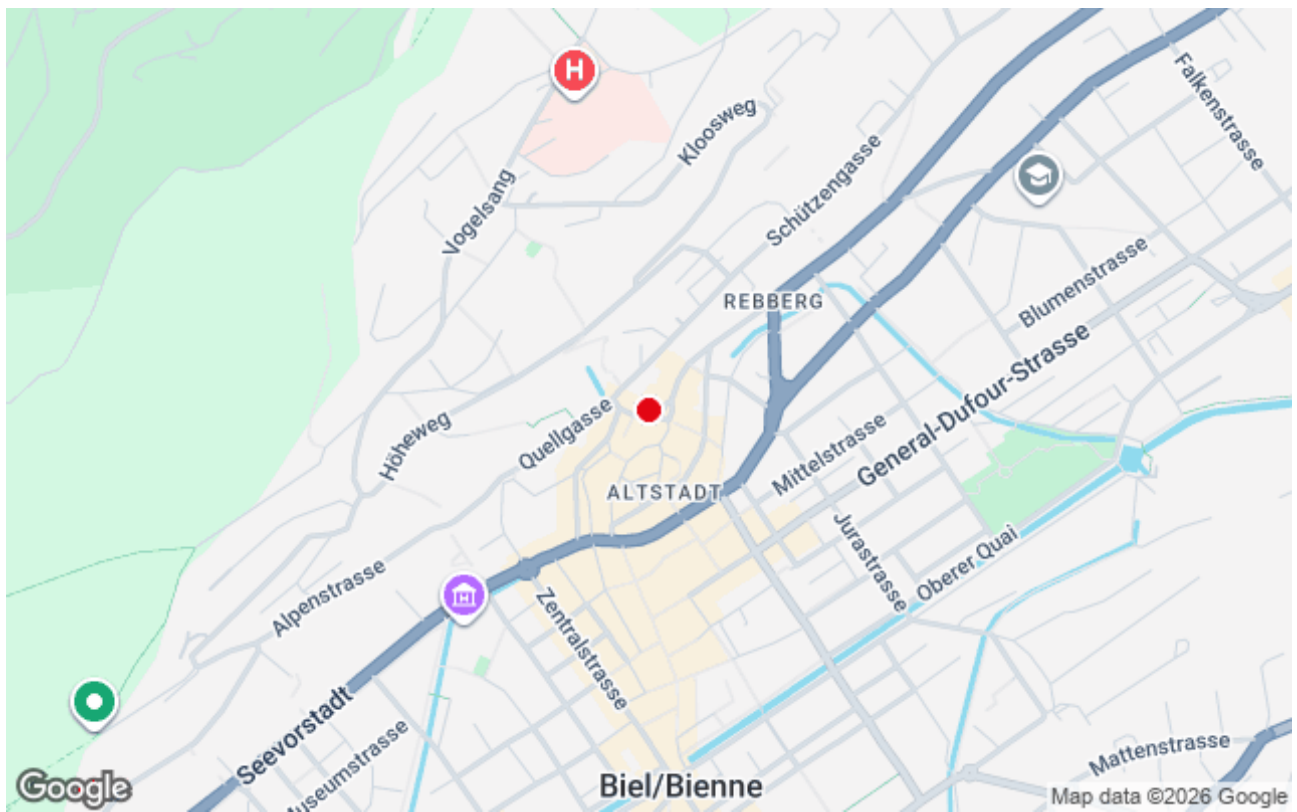 H
Falkenstrasse
Kloosweg
Schützengasse
Vogelsang
REBBERG
Blumenstrasse
General-Dufour-Strasse
Höheweg
Quellgasse
Mittelstrasse
ALTSTADT
Jurastrasse
Oberer Quai
Alpenstrasse
H
Zentralstrasse
Seevorstadt
Museumstrasse
Mattenstrasse
Biel/Bienne
Google
Map data ©2026 Google